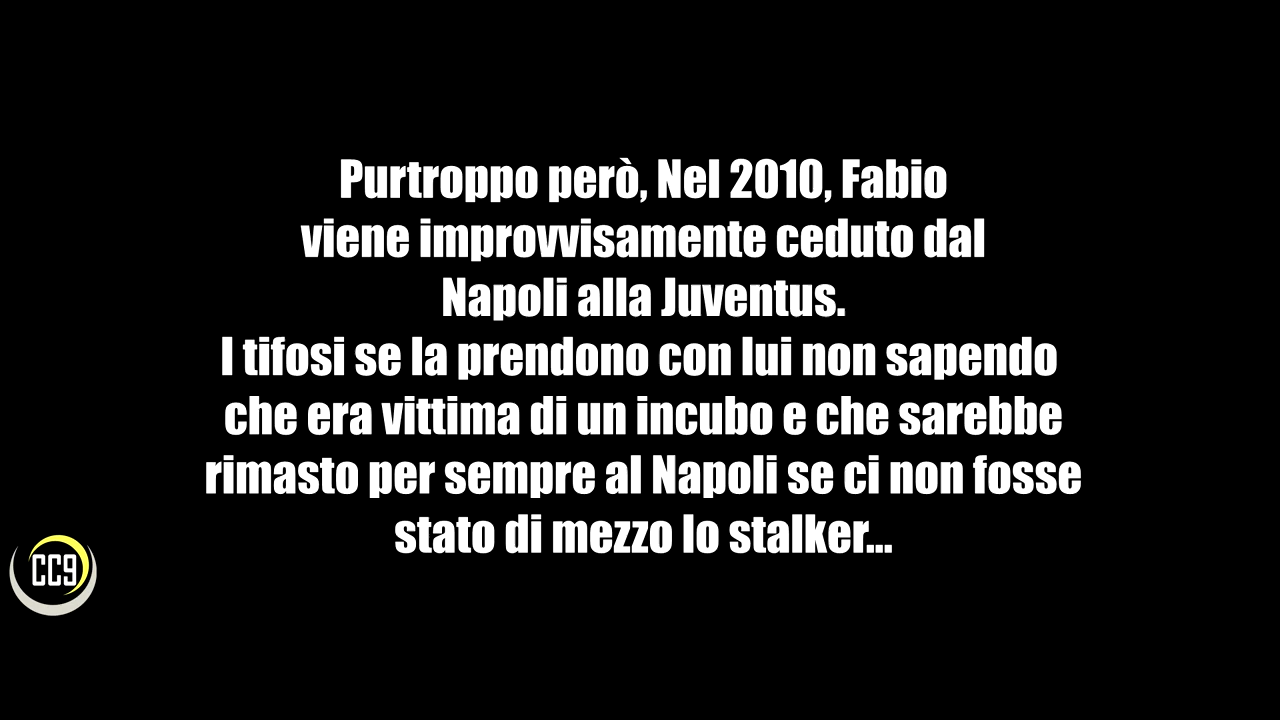 Purtroppo però, Nel 2010, Fabio
viene improvvisamente ceduto dal
Napoli alla Juventus.
I tifosi se la prendono con lui non sapendo
che era vittima di un incubo e che sarebbe
rimasto per sempre al Napoli se ci non fosse
stato di mezzo lo stalker...
CC9